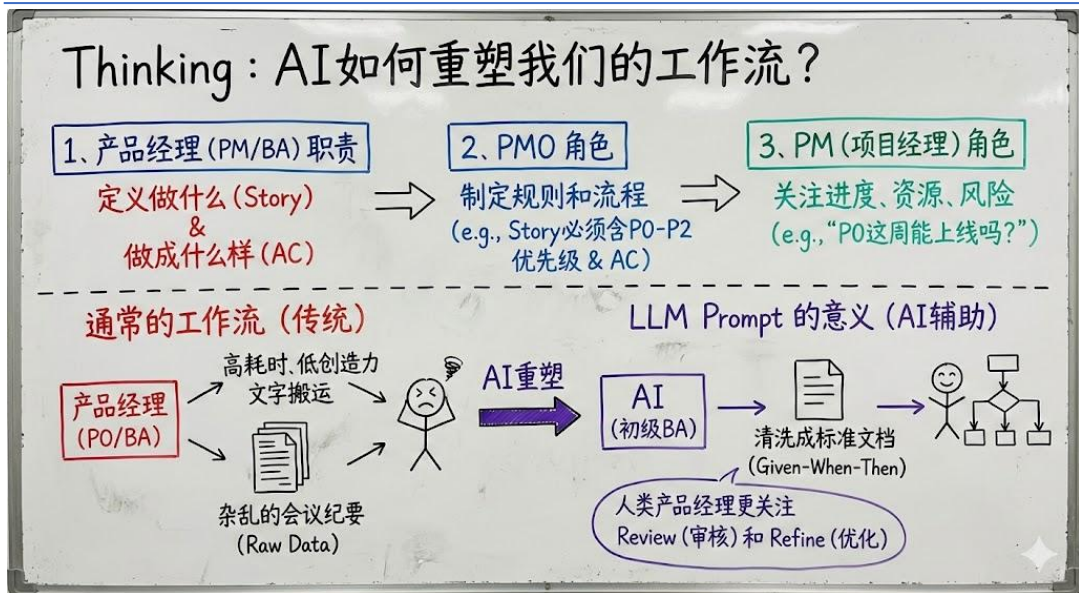 Thinking : AI如何重塑我们的工作流？
1、产品经理(PM/BA) 职责
定义做什么(Story)
&
做成什么样(AC)
2、PMO 角色
制定规则和流程
(e.g., Story必须含P0-P2
优先级 & AC)
3、PM(项目经理)角色
关注进度、资源、风险
(e.g.,“P0这周能上线吗?”)
通常的工作流 (传统)
产品经理
(PO/BA)
高耗时、低创造力
文字搬运
杂乱的会议纪要
(Raw Data)
AI重塑
LLM Prompt 的意义 (AI辅助)
AI
(初级BA)
清洗成标准文档
(Given-When-Then)
人类产品经理更关注
Review(审核)和 Refine(优化)